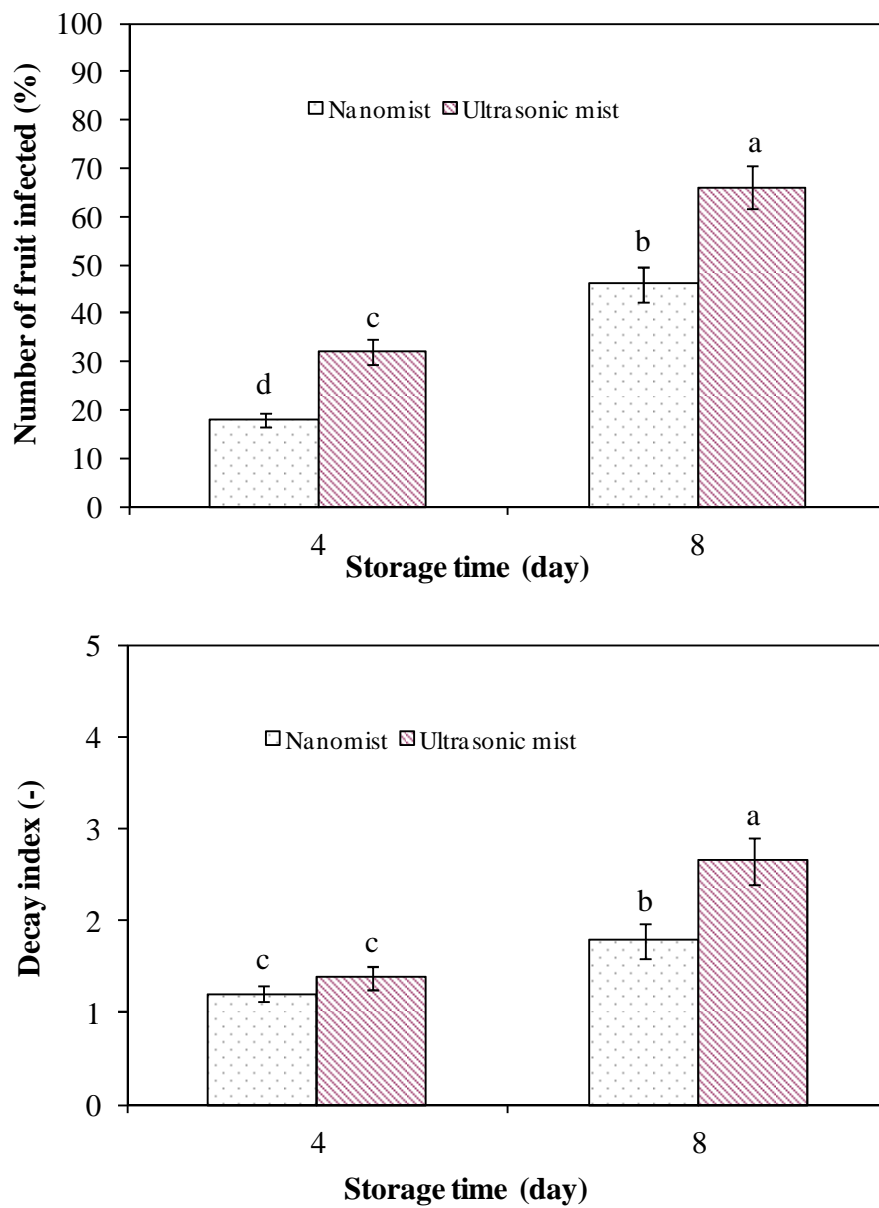 Number of fruit infected (%)
100
90
80
70
60
50
40
30
20
10
0
Nanomist Ultrasonic mist
d
c
b
a
4 8
Storage time (day)
Decay index (-)
5
4
3
2
1
0
Nanomist Ultrasonic mist
c
c
b
a
4 8
Storage time (day)